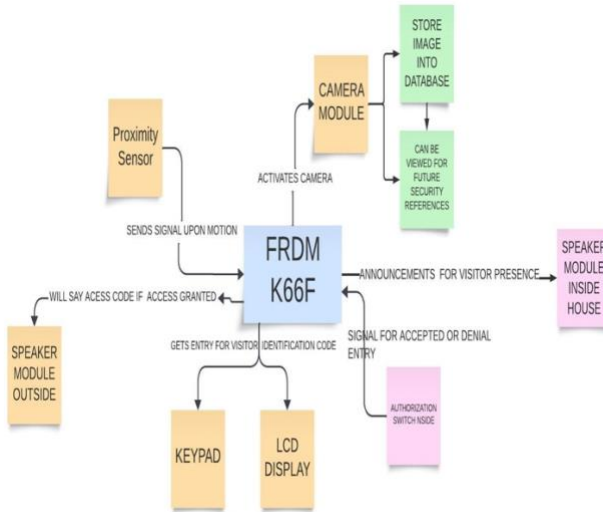 STORE
IMAGE
INTO
DATABASE
CAMERA
MODULE
Proximity
Sensor
CAN BE
VIEWED FOR
FUTURE
SECURITY
REFERENCES
ACTIVATES CAMERA
SENDS SIGNAL UPON MOTION
FRDM
K66F
ANNOUNCEMENTS FOR VISITOR PRESENCE
SPEAKER
MODULE
INSIDE
HOUSE
WILL SAY ACESS CODE IF ACCESS GRANTED
SIGNAL FOR ACCEPTED OR DENIAL
ENTRY
GETS ENTRY FOR VISITOR IDENTIFICATION CODE
SPEAKER
MODULE
OUTSIDE
AUTHORIZATION
SWITCH NSIDE
KEYPAD
LCD
DISPLAY